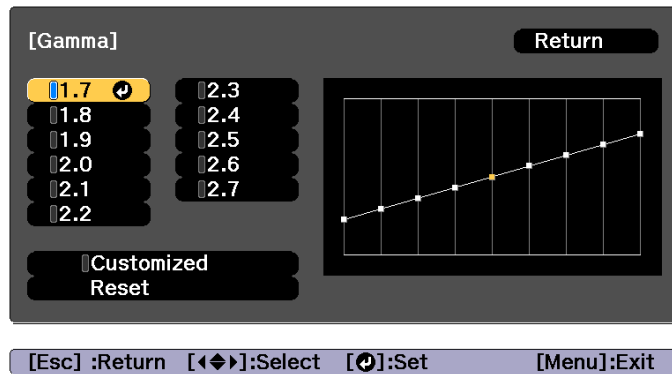 [Gamma]
Return
1.7
1.8
1.9
2.0
2.1
2.2
2.3
2.4
2.5
2.6
2.7
Customized
Reset
[Esc] :Return [◀◆▶]:Select [↵]:Set [Menu]:Exit